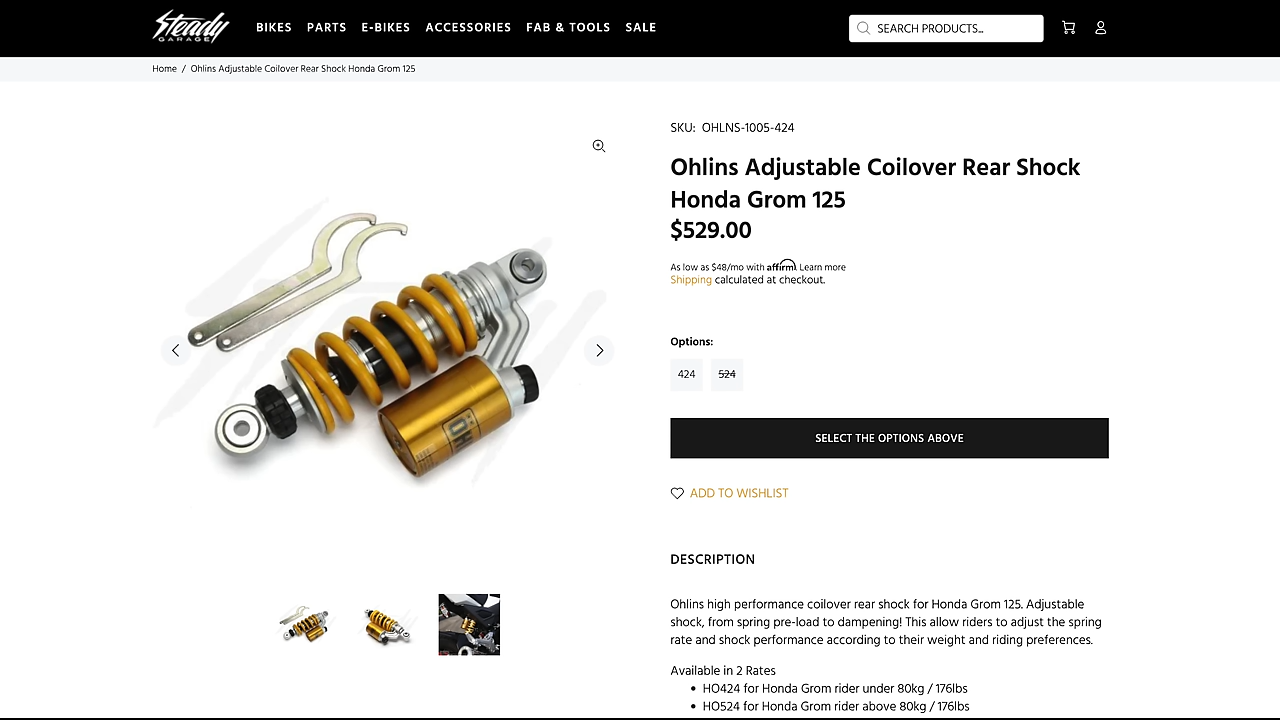 Steady
GARAGE
BIKES PARTS E-BIKES ACCESSORIES FAB & TOOLS SALE
SEARCH PRODUCTS...
Home / Ohlins Adjustable Coilover Rear Shock Honda Grom 125
SKU: OHLNS-1005-424
Ohlins Adjustable Coilover Rear Shock
Honda Grom 125
$529.00
As low as $48/mo with affirm. Learn more
Shipping calculated at checkout.
Options:
424 524
SELECT THE OPTIONS ABOVE
ADD TO WISHLIST
DESCRIPTION
Ohlins high performance coilover rear shock for Honda Grom 125. Adjustable
shock, from spring pre-load to dampening! This allow riders to adjust the spring
rate and shock performance according to their weight and riding preferences.
Available in 2 Rates
• HO424 for Honda Grom rider under 80kg / 176lbs
• HO524 for Honda Grom rider above 80kg / 176lbs